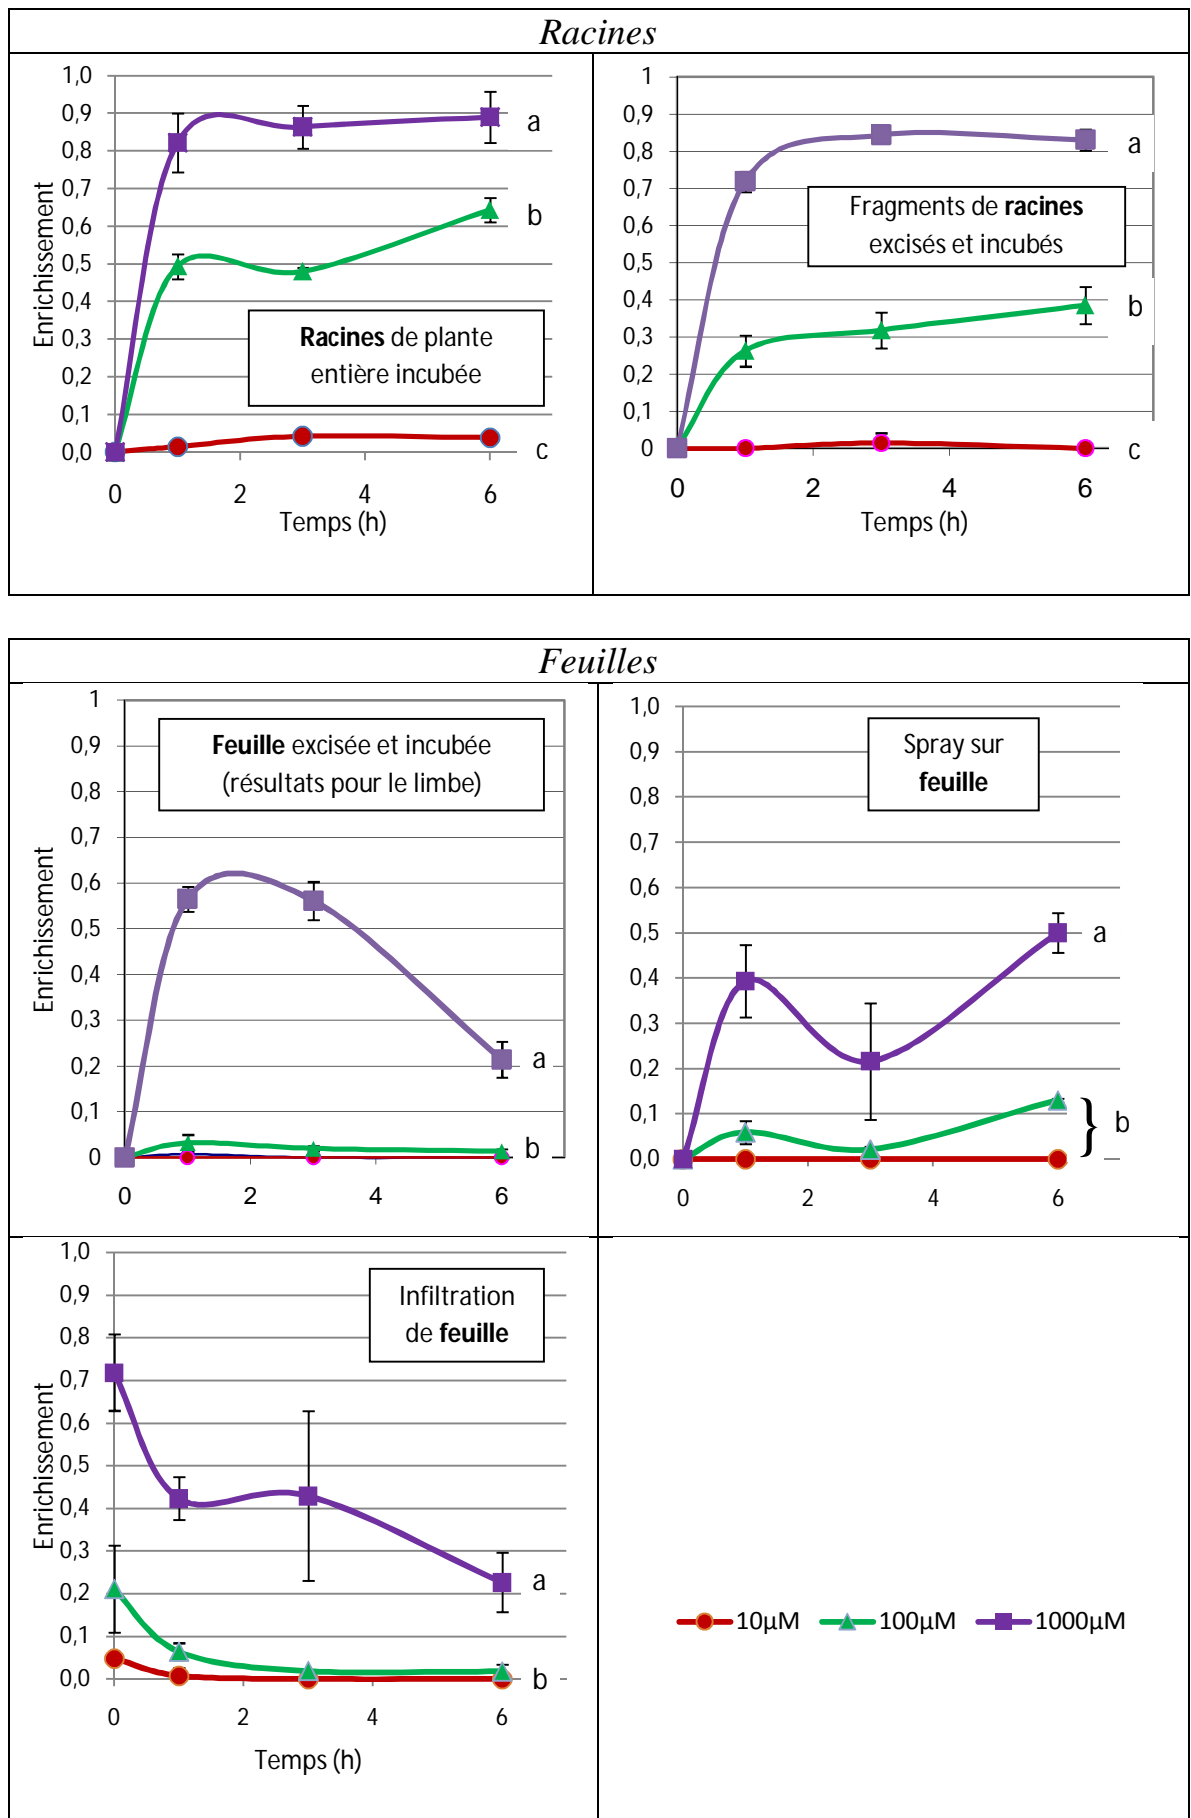 Racines
1,0
0,9
0,8
0,7
0,6
0,5
0,4
0,3
0,2
0,1
0,0
Enrichissement
a
b
c
Racines de plante
entière incubée
0 2 4 6
Temps (h)
1
0,9
0,8
0,7
0,6
0,5
0,4
0,3
0,2
0,1
0
a
Fragments de racines
excisés et incubés
b
c
0 2 4 6
Temps (h)
Feuilles
1
0,9
0,8
0,7
0,6
0,5
0,4
0,3
0,2
0,1
0
Enrichissement
Feuille excisée et incubée
(résultats pour le limbe)
a
b
0 2 4 6
1,0
0,9
0,8
0,7
0,6
0,5
0,4
0,3
0,2
0,1
0,0
Spray sur
feuille
a
} b
0 2 4 6
1,0
0,9
0,8
0,7
0,6
0,5
0,4
0,3
0,2
0,1
0,0
Enrichissement
Infiltration
de feuille
a
b
0 2 4 6
Temps (h)
10µM 100µM 1000µM